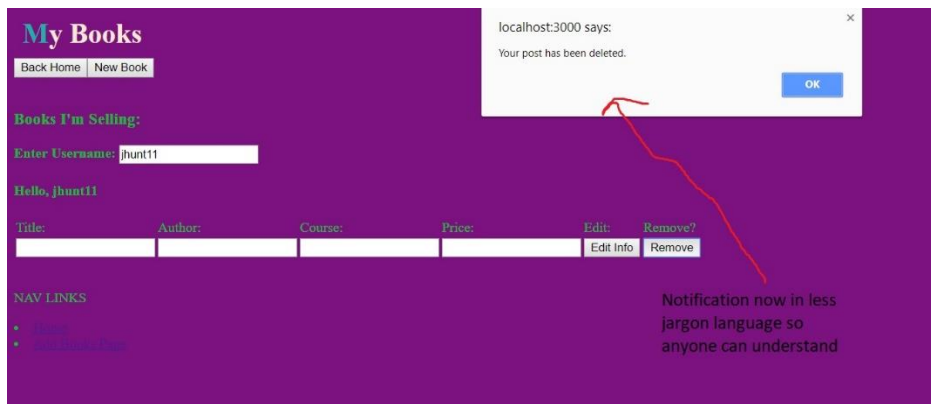 My Books
Back Home New Book
localhost:3000 says:
Your post has been deleted.
OK
Books I'm Selling:
Enter Username: jhunt11
Hello, jhunt11
Title: Author: Course: Price: Edit: Remove?
Edit Info Remove
NAV LINKS
Home
Notification now in less
jargon language so
anyone can understand